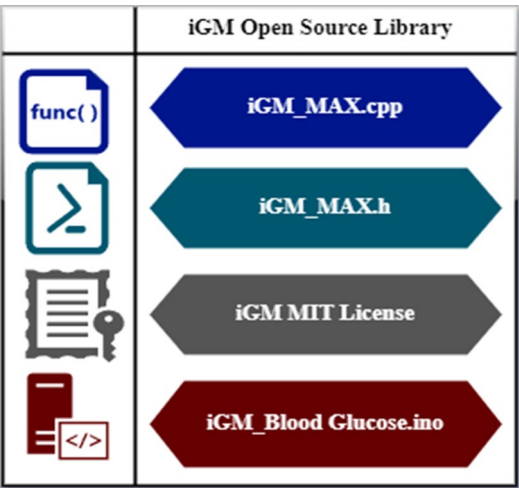 iGM Open Source Library
func( )
iGM_MAX.cpp
iGM_MAX.h
iGM MIT License
</>
iGM_Blood Glucose.ino